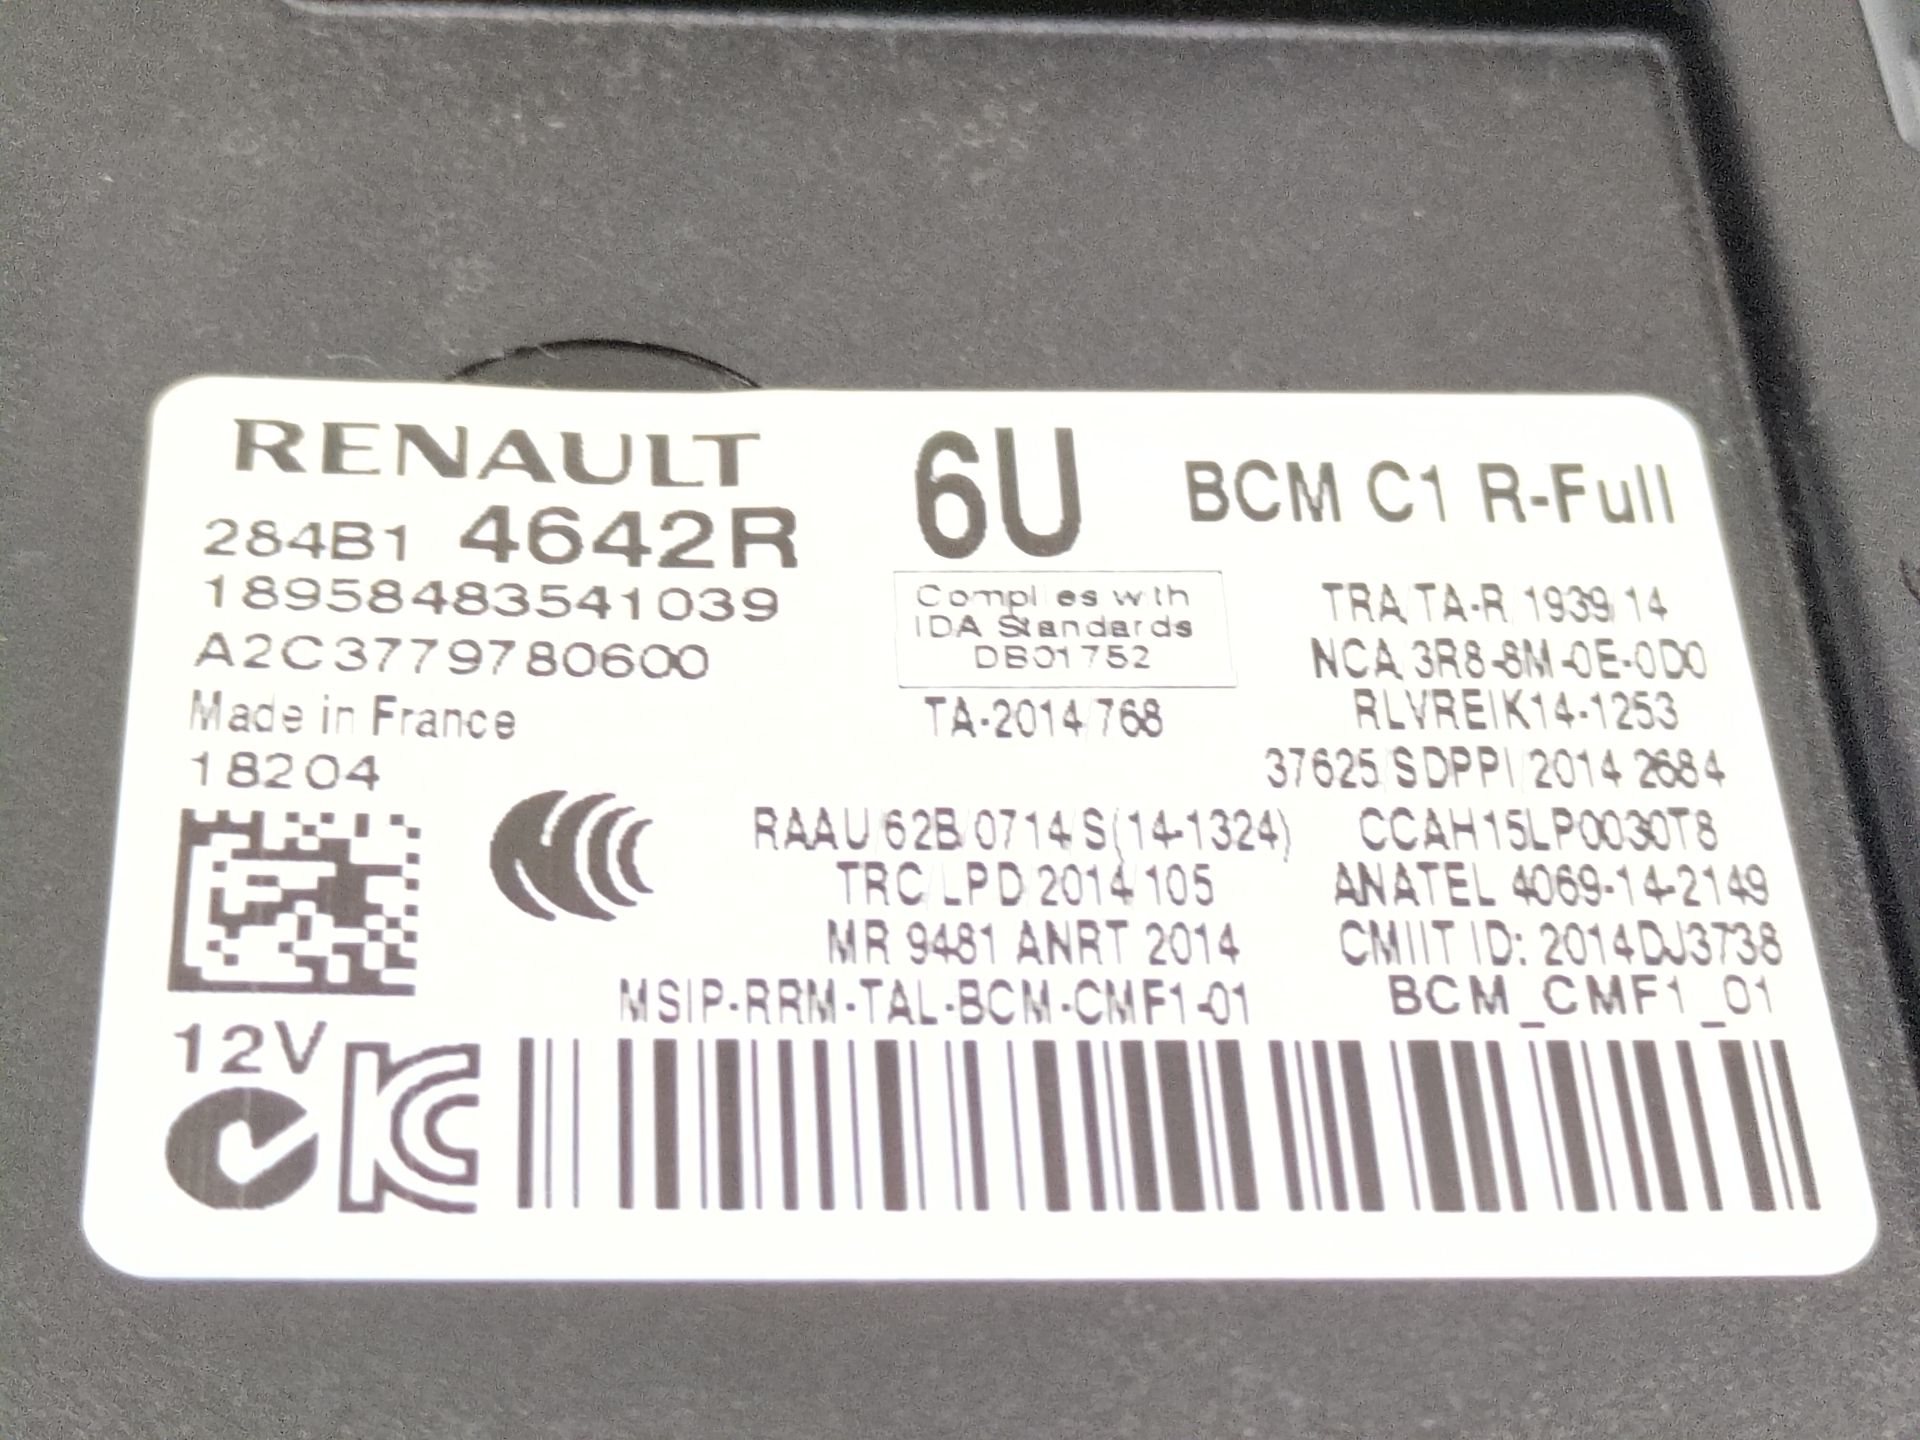 RENAULT
284B1 4642R
18958483541039
A2C3779780600
Made in France
18204
6U
BCM C1 R-Full
Complies with
IDA Standards
DB01752
TA-2014/768
TRA/TA-R/1939/14
NCA 3R8-8M-0E-0D0
RLVREIK14-1253
37625/SDPPI/2014 2684
RAAU/62B/0714/S(14-1324)
CCAH15LP0030T8
TRC/LPD/2014/105
ANATEL 4069-14-2149
MR 9481 ANRT 2014
CMIIT ID: 2014DJ3738
MSIP-RRM-TAL-BCM-CMF1-01
BCM_CMF1_01
12V